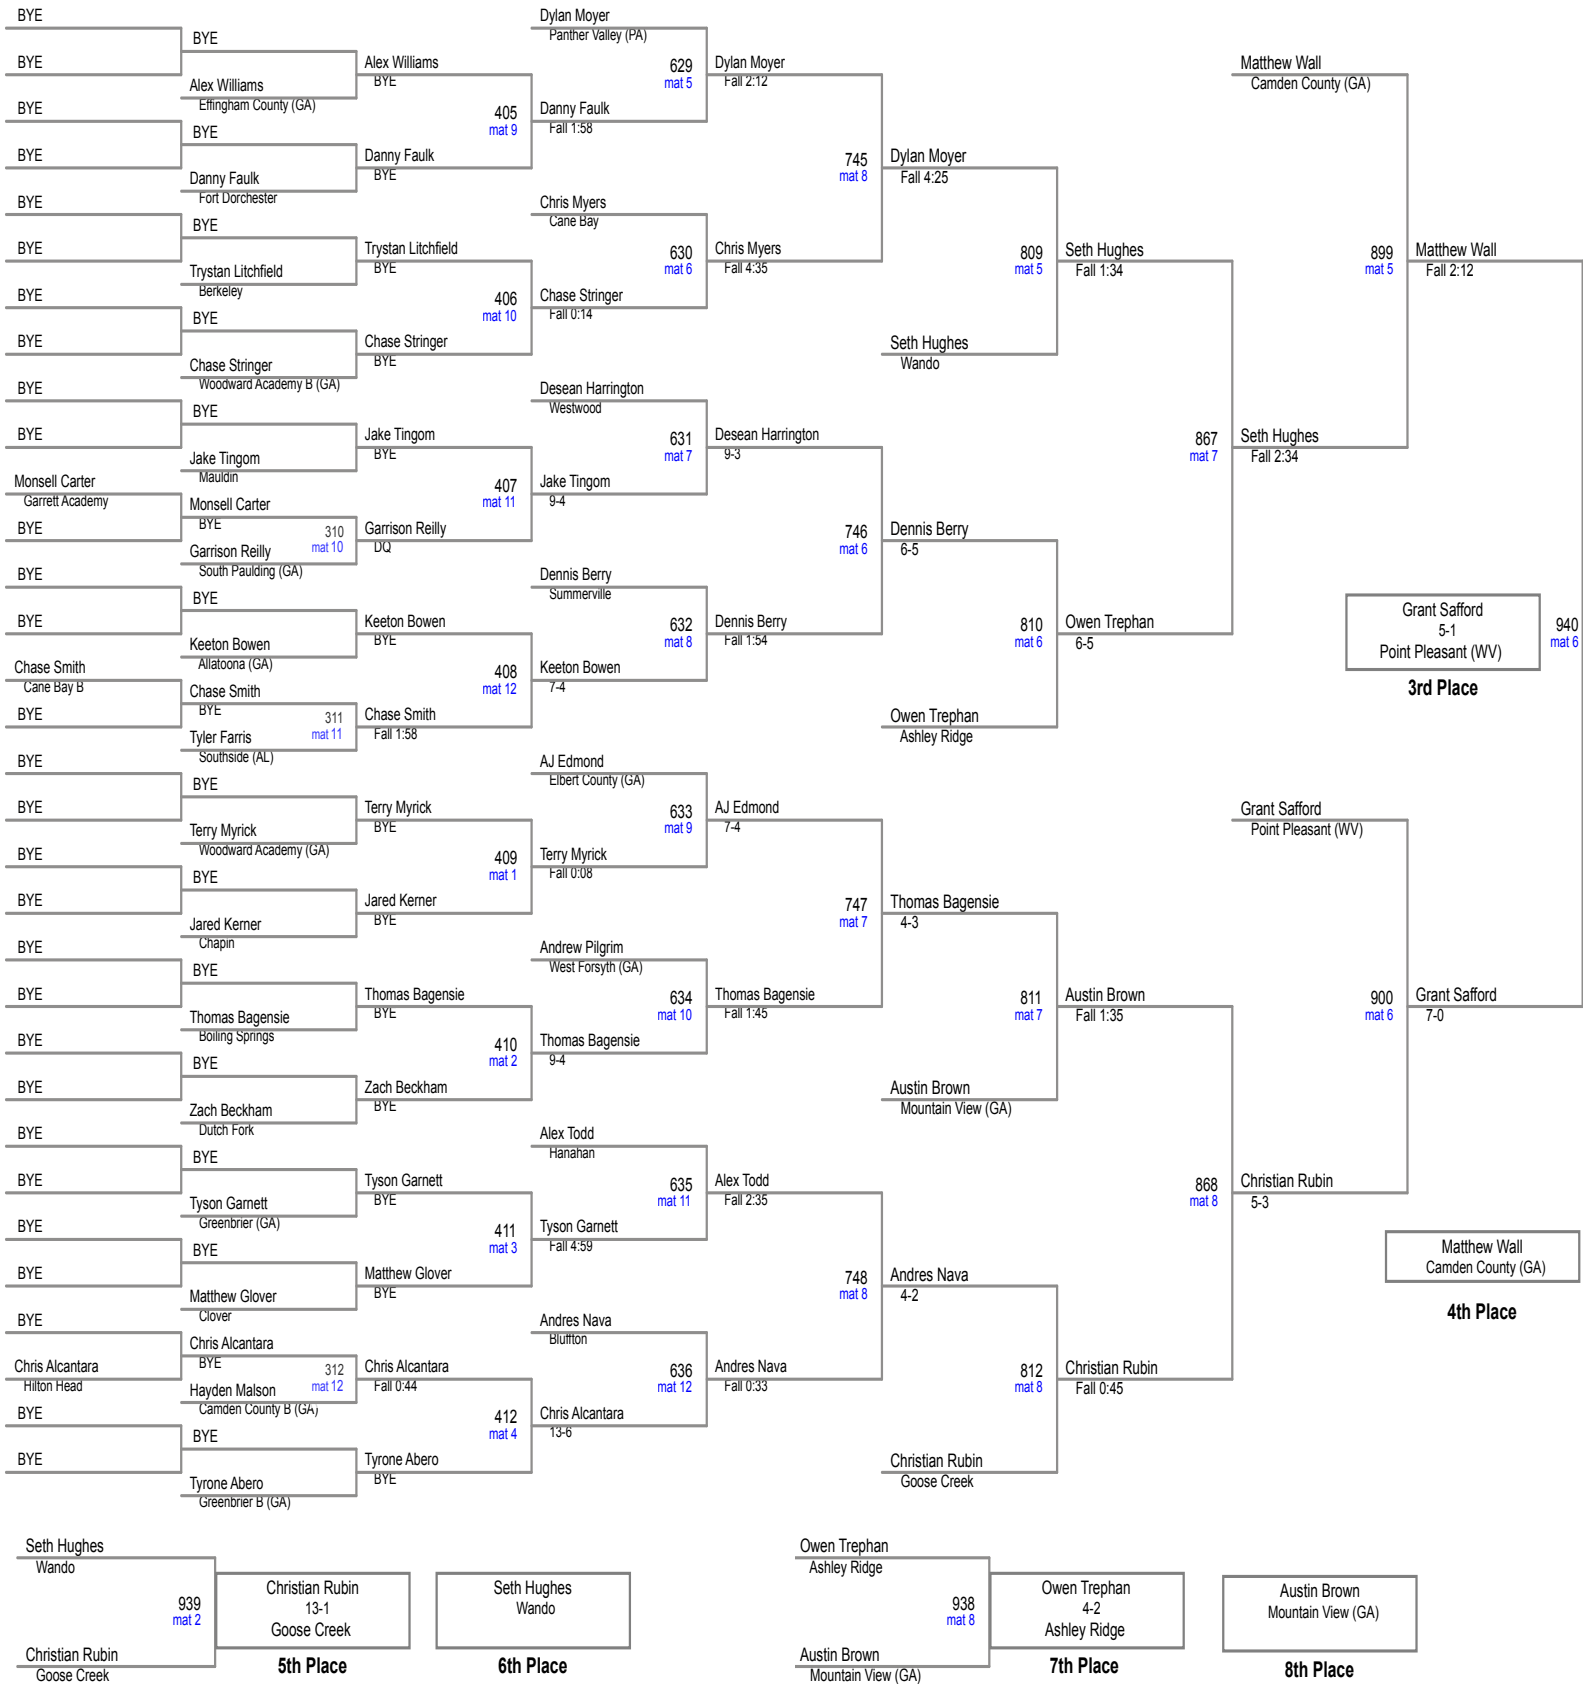 BYE
BYE
BYE
BYE
BYE
BYE
BYE
BYE
BYE
BYE
Monsell Carter
Garrett Academy
BYE
BYE
BYE
Chase Smith
Cane Bay B
BYE
BYE
BYE
BYE
BYE
BYE
BYE
BYE
BYE
BYE
BYE
BYE
BYE
BYE
Chris Alcantara
Hilton Head
BYE
BYE
BYE
Alex Williams
Effingham County (GA)
BYE
Danny Faulk
Fort Dorchester
BYE
Trystan Litchfield
Berkeley
BYE
Chase Stringer
Woodward Academy B (GA)
BYE
Jake Tingom
Mauldin
Monsell Carter
BYE
310
mat 10
Garrison Reilly
South Paulding (GA)
BYE
Keeton Bowen
Allatoona (GA)
Chase Smith
BYE
311
mat 11
Tyler Farris
Southside (AL)
BYE
Terry Myrick
Woodward Academy (GA)
BYE
Jared Kerner
Chapin
BYE
Thomas Bagensie
Boiling Springs
BYE
Zach Beckham
Dutch Fork
BYE
Tyson Garnett
Greenbrier (GA)
BYE
Matthew Glover
Clover
Chris Alcantara
BYE
312
mat 12
Hayden Malson
Camden County B (GA)
BYE
Tyrone Abero
Greenbrier B (GA)
Alex Williams
BYE
405
mat 9
Danny Faulk
BYE
Trystan Litchfield
BYE
406
mat 10
Chase Stringer
BYE
Jake Tingom
BYE
407
mat 11
Garrison Reilly
DQ
Keeton Bowen
BYE
408
mat 12
Chase Smith
Fall 1:58
Terry Myrick
BYE
409
mat 1
Jared Kerner
BYE
Thomas Bagensie
BYE
410
mat 2
Zach Beckham
BYE
Tyson Garnett
BYE
411
mat 3
Matthew Glover
BYE
Chris Alcantara
Fall 0:44
412
mat 4
Tyrone Abero
BYE
Dylan Moyer
Panther Valley (PA)
629
mat 5
Danny Faulk
Fall 1:58
Chris Myers
Cane Bay
630
mat 6
Chase Stringer
Fall 0:14
Desean Harrington
Westwood
631
mat 7
Jake Tingom
9-4
Dennis Berry
Summerville
632
mat 8
Keeton Bowen
7-4
AJ Edmond
Elbert County (GA)
633
mat 9
Terry Myrick
Fall 0:08
Andrew Pilgrim
West Forsyth (GA)
634
mat 10
Thomas Bagensie
9-4
Alex Todd
Hanahan
635
mat 11
Tyson Garnett
Fall 4:59
Andres Nava
Bluffton
636
mat 12
Chris Alcantara
13-6
Dylan Moyer
Fall 2:12
745
mat 8
Chris Myers
Fall 4:35
Desean Harrington
9-3
746
mat 6
Dennis Berry
Fall 1:54
AJ Edmond
7-4
747
mat 7
Thomas Bagensie
Fall 1:45
Alex Todd
Fall 2:35
748
mat 8
Andres Nava
Fall 0:33
Dylan Moyer
Fall 4:25
809
mat 5
Seth Hughes
Wando
Dennis Berry
6-5
810
mat 6
Owen Trephan
Ashley Ridge
Thomas Bagensie
4-3
811
mat 7
Austin Brown
Mountain View (GA)
Andres Nava
4-2
812
mat 8
Christian Rubin
Goose Creek
Seth Hughes
Fall 1:34
867
mat 7
Owen Trephan
6-5
Austin Brown
Fall 1:35
868
mat 8
Christian Rubin
Fall 0:45
Matthew Wall
Camden County (GA)
899
mat 5
Seth Hughes
Fall 2:34
Grant Safford
Point Pleasant (WV)
900
mat 6
Christian Rubin
5-3
Matthew Wall
Fall 2:12
Grant Safford
5-1
Point Pleasant (WV)
3rd Place
940
mat 6
Grant Safford
7-0
Matthew Wall
Camden County (GA)
4th Place
Seth Hughes
Wando
939
mat 2
Christian Rubin
Goose Creek
Christian Rubin
13-1
Goose Creek
5th Place
Seth Hughes
Wando
6th Place
Owen Trephan
Ashley Ridge
938
mat 8
Austin Brown
Mountain View (GA)
Owen Trephan
4-2
Ashley Ridge
7th Place
Austin Brown
Mountain View (GA)
8th Place